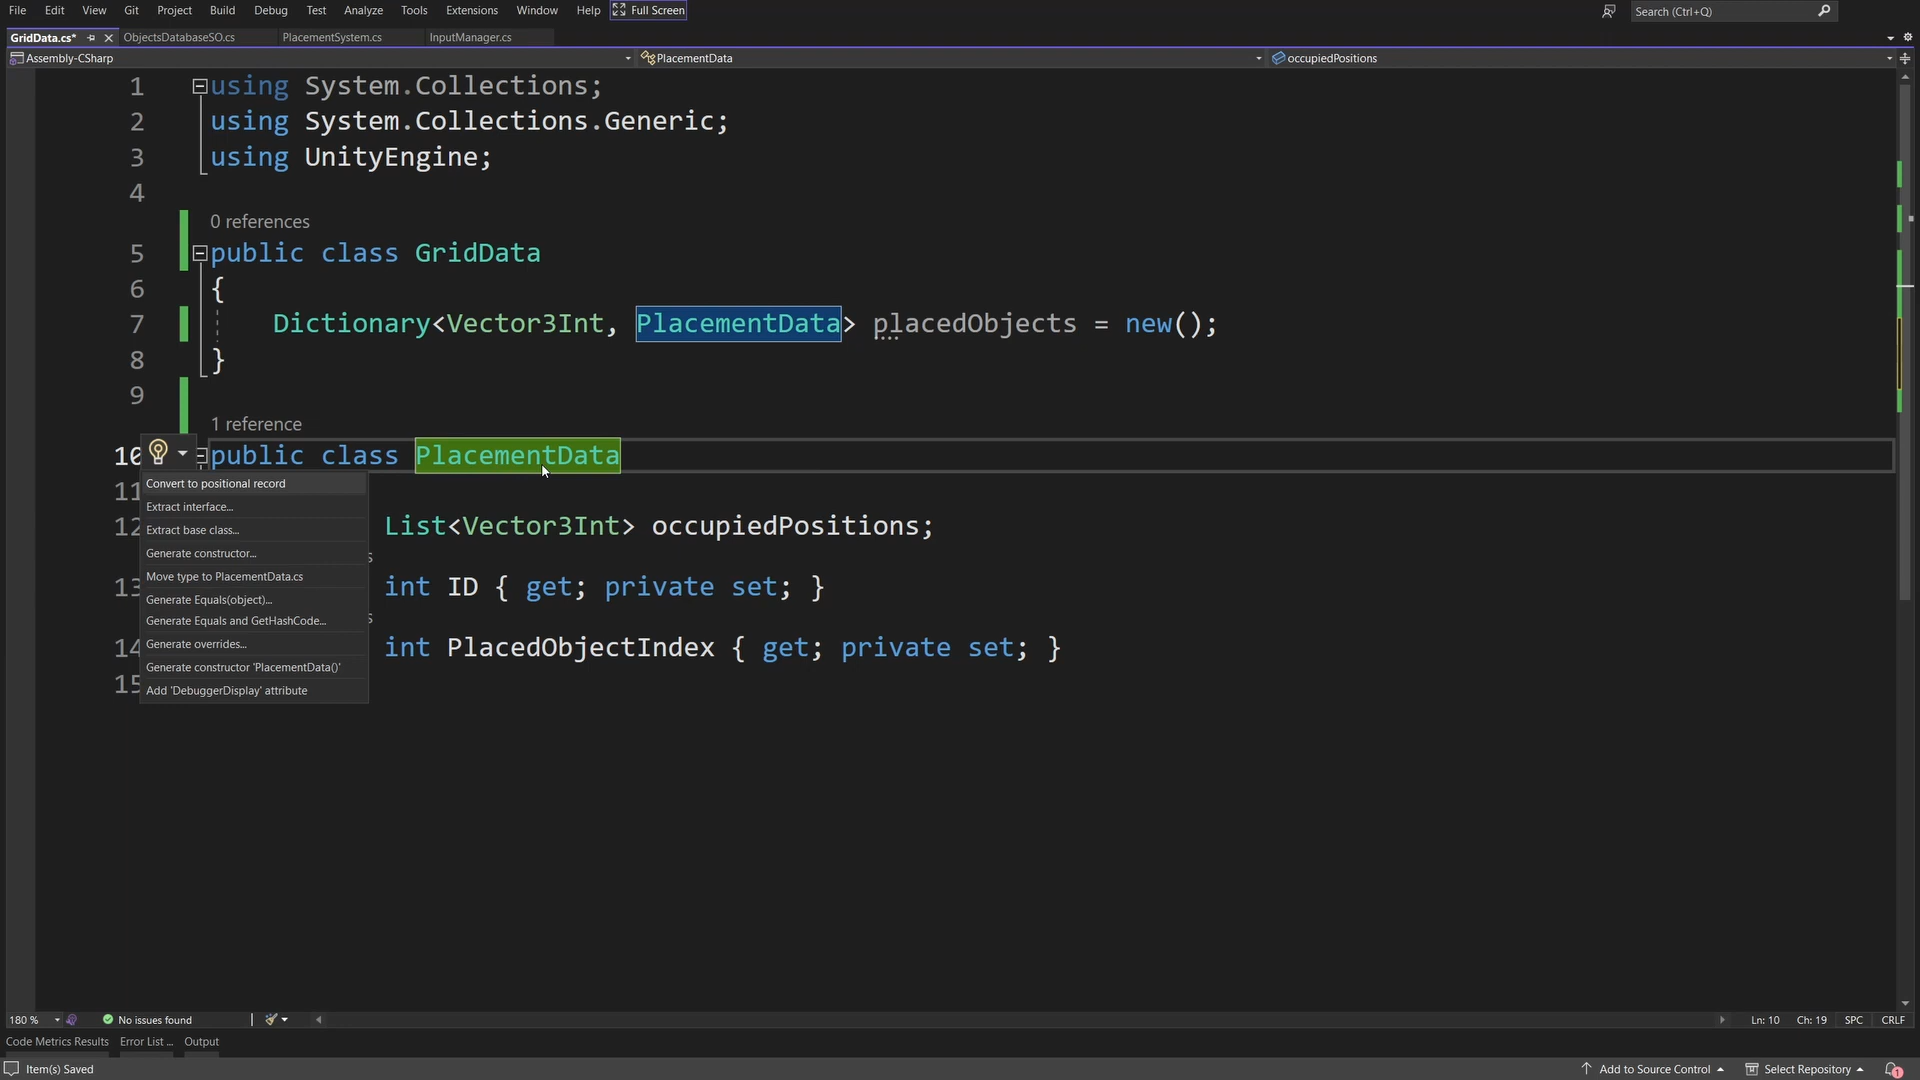 File Edit View Git Project Build Debug Test Analyze Tools Extensions Window Help Full Screen Search (Ctrl+Q)
GridData.cs* ObjectsDatabaseSO.cs PlacementSystem.cs InputManager.cs
Assembly-CSharp PlacementData occupiedPositions
1 using System.Collections;
2 using System.Collections.Generic;
3 using UnityEngine;
4
0 references
5 public class GridData
6 {
7 Dictionary<Vector3Int, PlacementData> placedObjects = new();
8 }
9
1 reference
10 public class PlacementData
11
12 List<Vector3Int> occupiedPositions;
13 int ID { get; private set; }
14 int PlacedObjectIndex { get; private set; }
15
Convert to positional record
Extract interface...
Extract base class...
Generate constructor...
Move type to PlacementData.cs
Generate Equals(object)...
Generate Equals and GetHashCode...
Generate overrides...
Generate constructor 'PlacementData()'
Add 'DebuggerDisplay' attribute
180 % No issues found Ln: 10 Ch: 19 SPC CRLF
Code Metrics Results Error List ... Output
Item(s) Saved Add to Source Control Select Repository 1